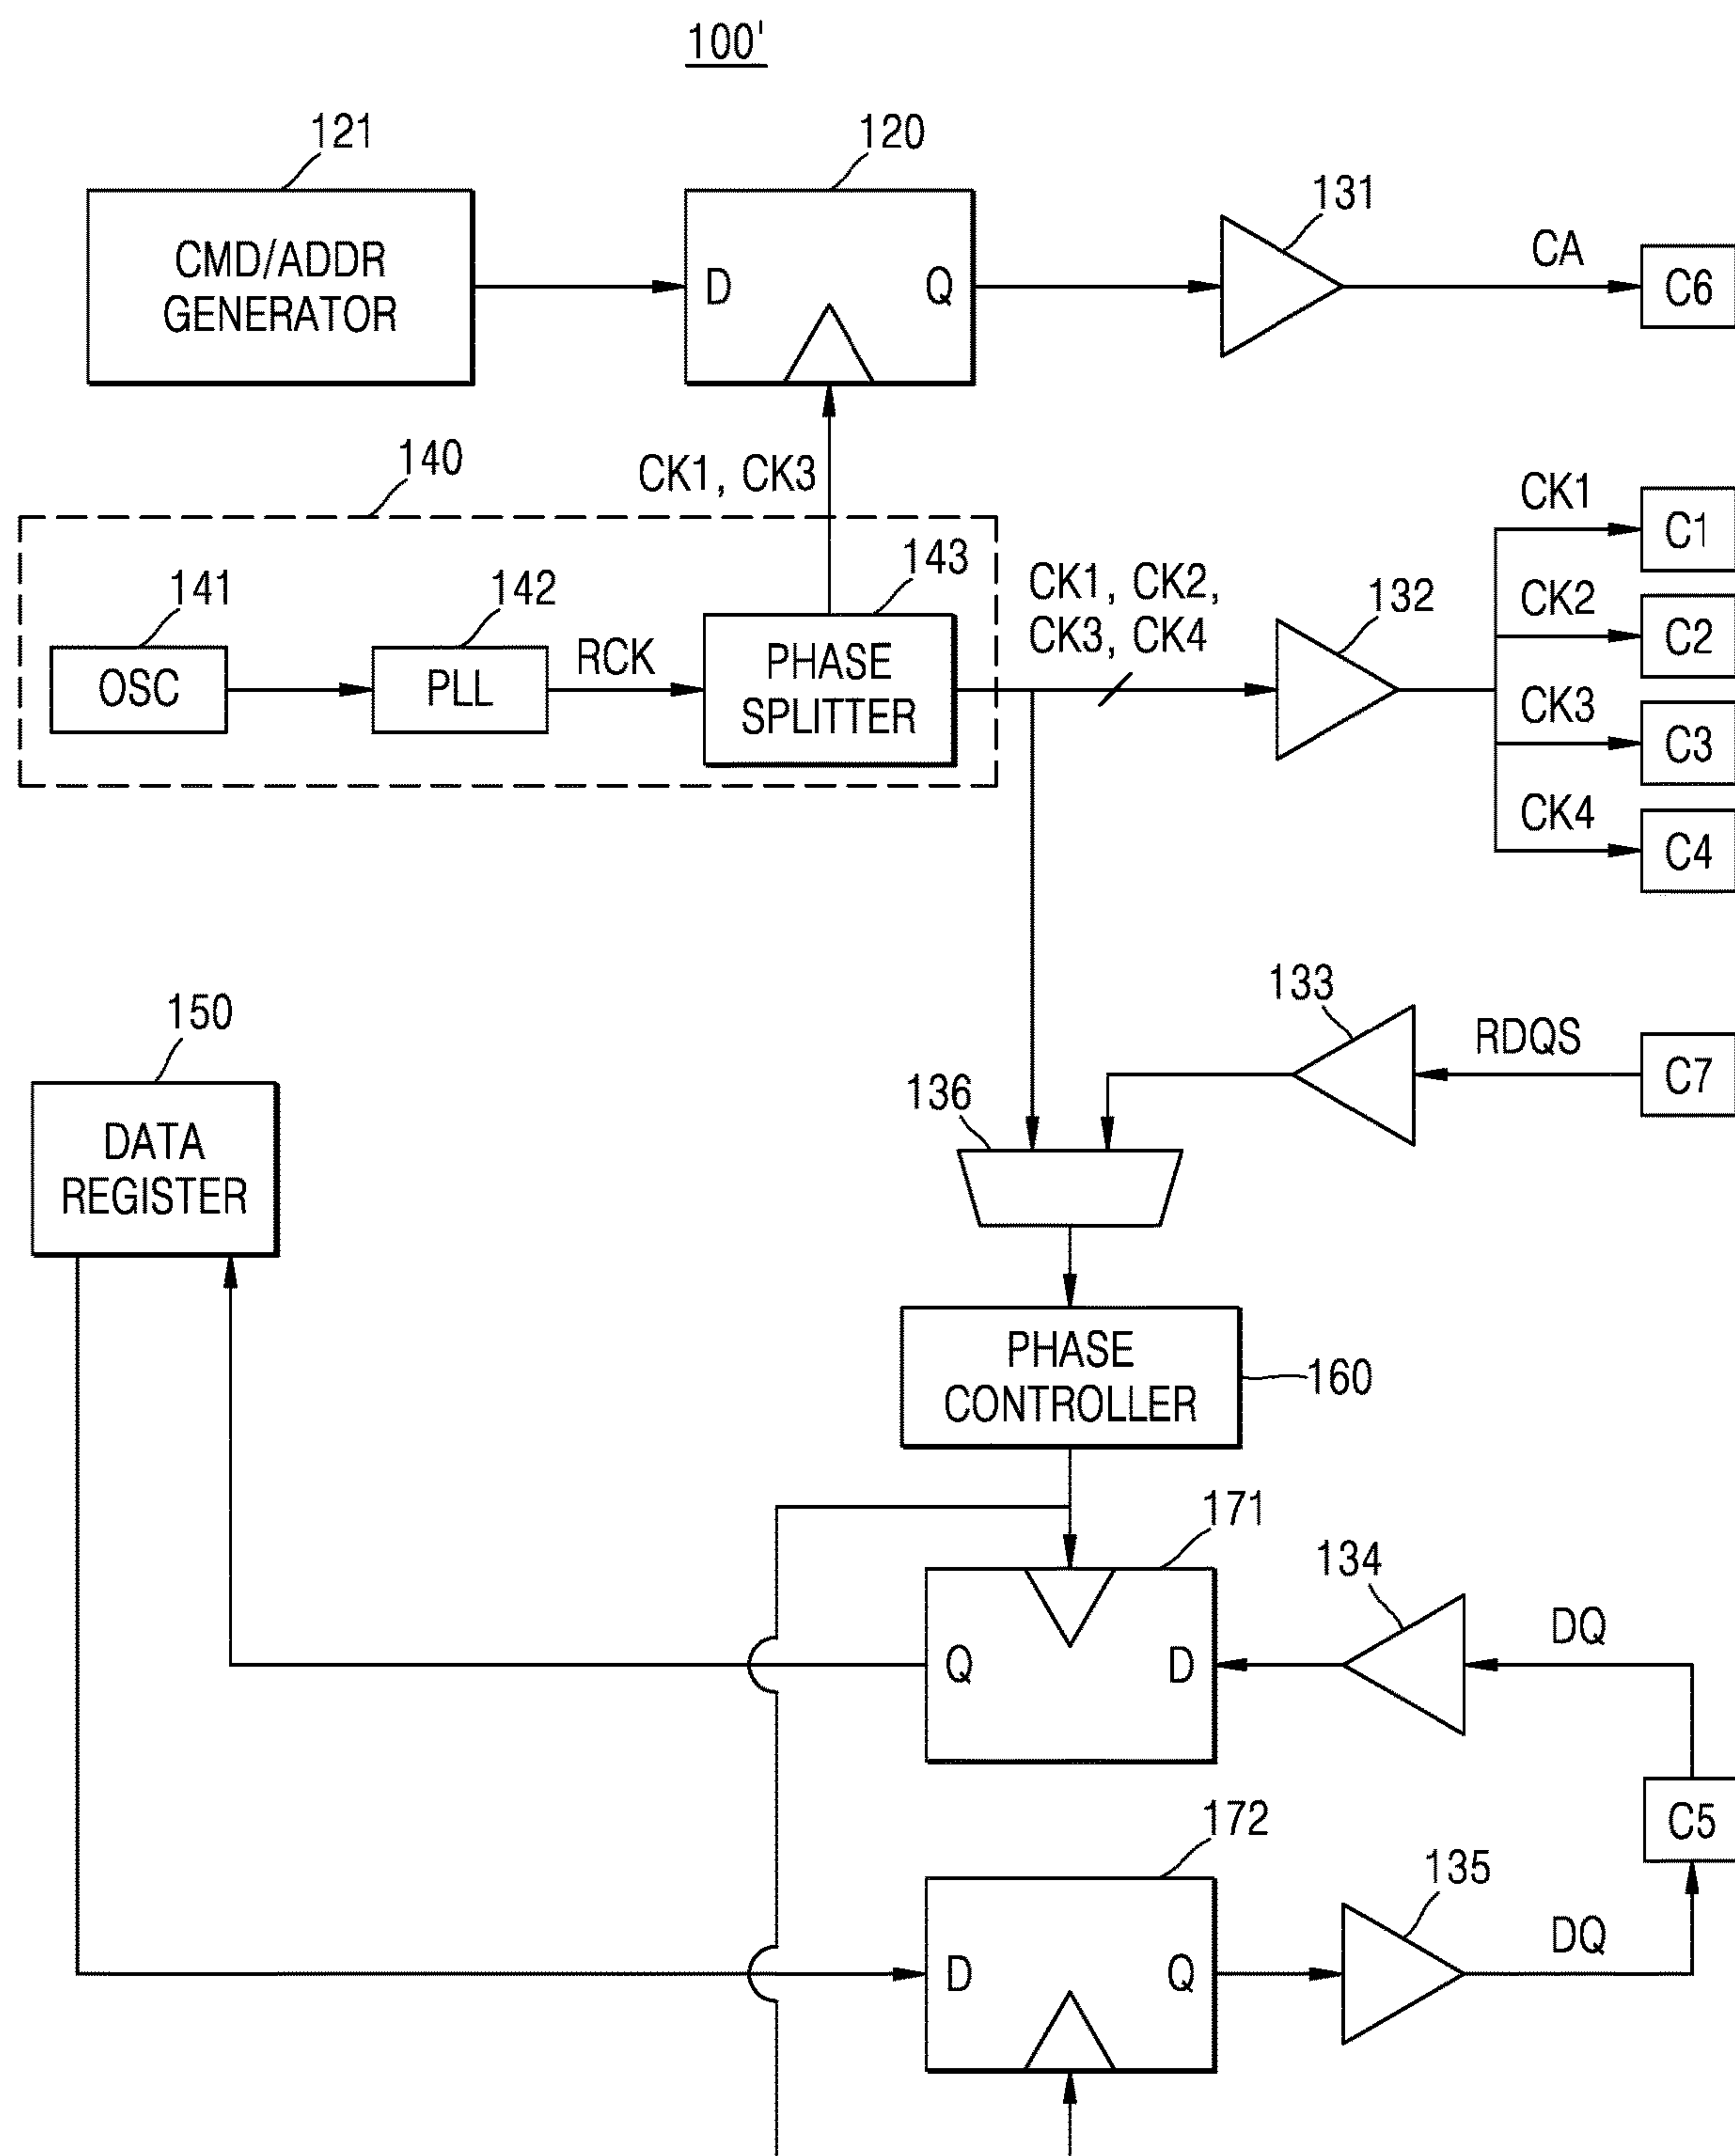 100'
121
120
131
CMD/ADDR
GENERATOR
D
Q
CA
C6
140
CK1, CK3
141
142
143
OSC
PLL
RCK
PHASE
SPLITTER
CK1, CK2,
CK3, CK4
132
CK1
C1
CK2
C2
CK3
C3
CK4
C4
150
DATA
REGISTER
133
RDQS
C7
136
PHASE
CONTROLLER
160
171
134
Q
D
DQ
C5
172
135
D
Q
DQ